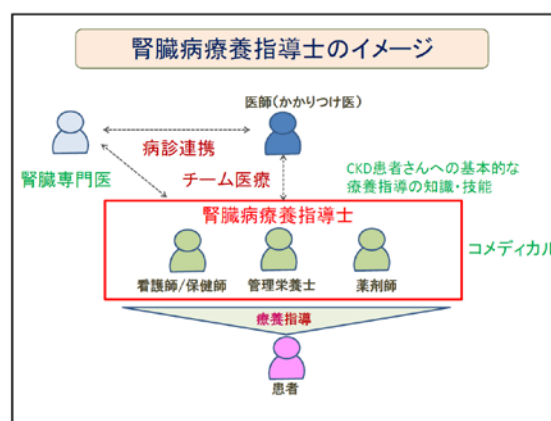 腎臓病療養指導士のイメージ
医師(かかりつけ医)
病診連携
腎臓専門医
チーム医療
CKD患者さんへの基本的な
療養指導の知識・技能
腎臓病療養指導士
コメディカル
看護師/保健師
管理栄養士
薬剤師
療養指導
患者